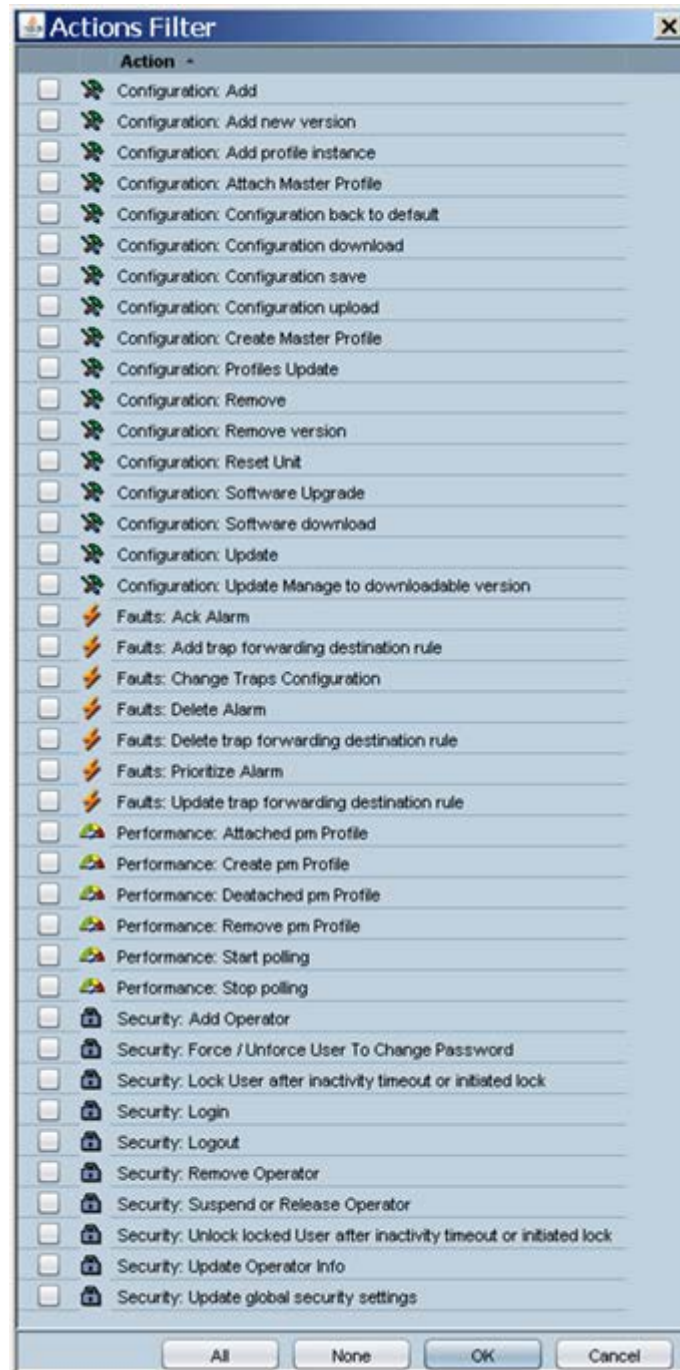 Actions Filter
Action
Configuration: Add
Configuration: Add new version
Configuration: Add profile instance
Configuration: Attach Master Profile
Configuration: Configuration back to default
Configuration: Configuration download
Configuration: Configuration save
Configuration: Configuration upload
Configuration: Create Master Profile
Configuration: Profiles Update
Configuration: Remove
Configuration: Remove version
Configuration: Reset Unit
Configuration: Software Upgrade
Configuration: Software download
Configuration: Update
Configuration: Update Manage to downloadable version
Faults: Ack Alarm
Faults: Add trap forwarding destination rule
Faults: Change Traps Configuration
Faults: Delete Alarm
Faults: Delete trap forwarding destination rule
Faults: Prioritize Alarm
Faults: Update trap forwarding destination rule
Performance: Attached pm Profile
Performance: Create pm Profile
Performance: Deatached pm Profile
Performance: Remove pm Profile
Performance: Start polling
Performance: Stop polling
Security: Add Operator
Security: Force / Unforce User To Change Password
Security: Lock User after inactivity timeout or initiated lock
Security: Login
Security: Logout
Security: Remove Operator
Security: Suspend or Release Operator
Security: Unlock locked User after inactivity timeout or initiated lock
Security: Update Operator Info
Security: Update global security settings
All None OK Cancel